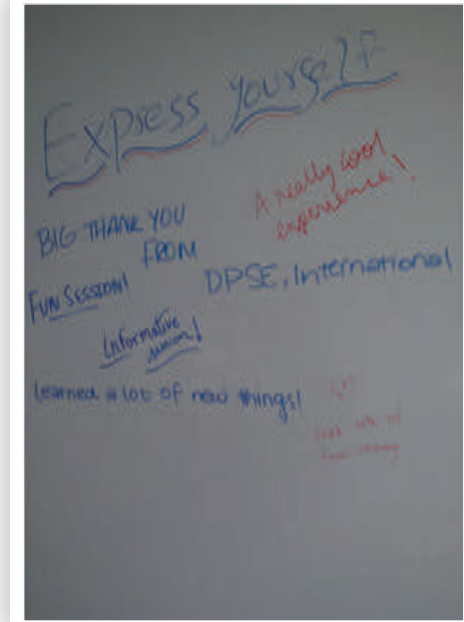 Express yourself
A really cool
experience!
BIG THANK YOU
FROM
DPSE, International
FUN SESSION!
Informative
session!
learned a lot of new things!